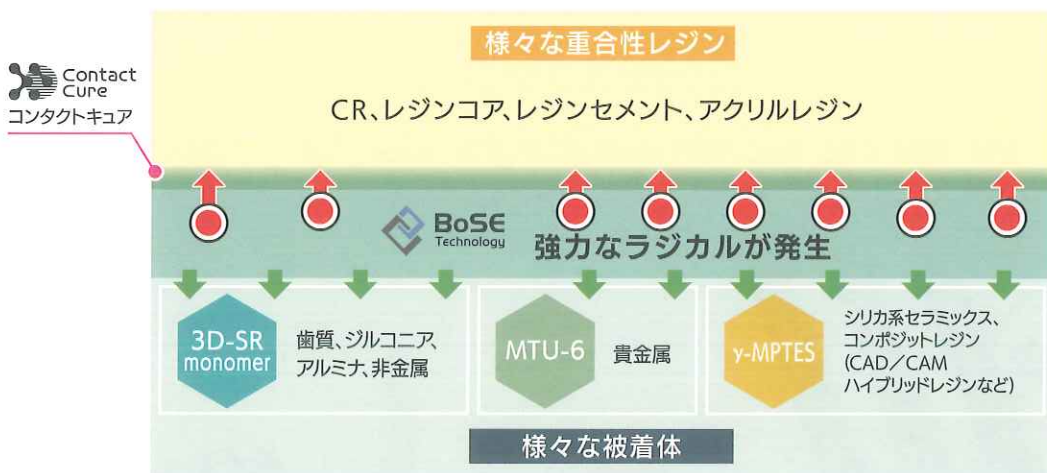 様々な重合性レジン
Contact
Cure
コンタクトキュア
CR、レジンコア、レジンセメント、アクリルレジン
BoSE
Technology
強力なラジカルが発生
3D-SR
monomer
歯質、ジルコニア、
アルミナ、非金属
MTU-6
貴金属
γ-MPTES
シリカ系セラミックス、
コンポジットレジン
(CAD/CAM
ハイブリッドレジンなど)
様々な被着体